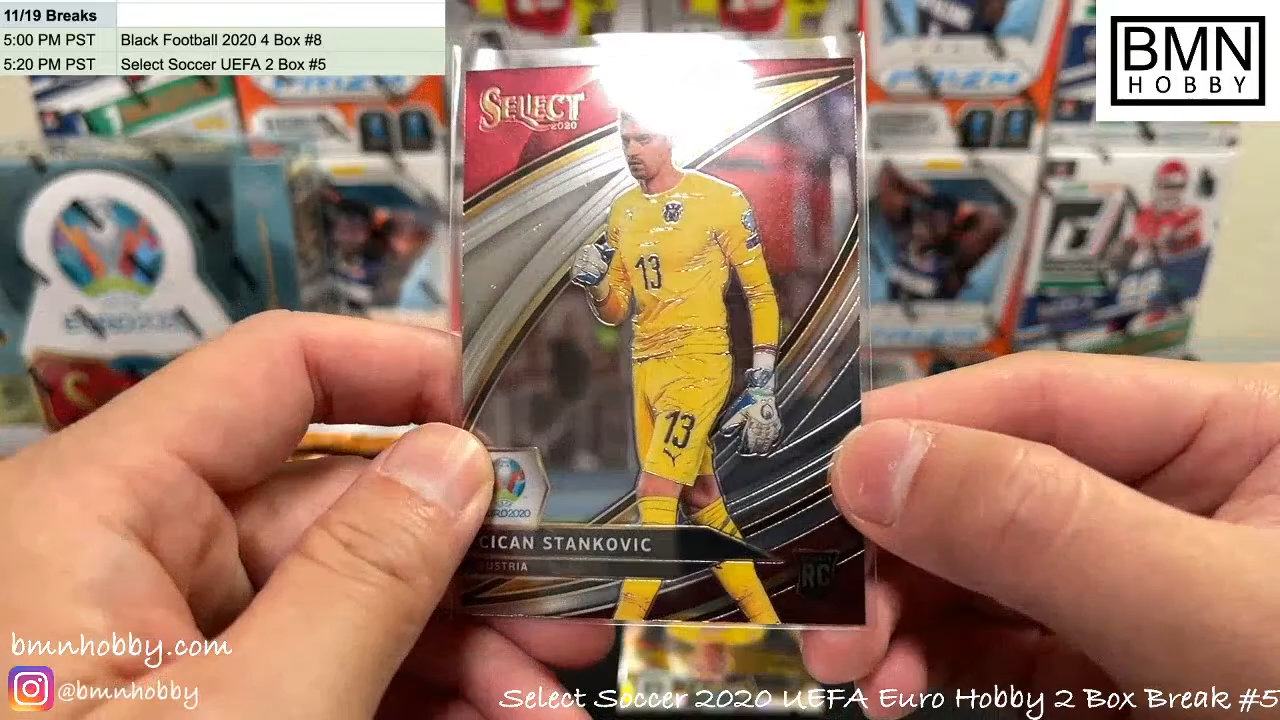 11/19 Breaks
5:00 PM PST Black Football 2020 4 Box #8
5:20 PM PST Select Soccer UEFA 2 Box #5
BMN
HOBBY
PRIZM
SELECT
2020
13
13
EURO2020
CICAN STANKOVIC
AUSTRIA
RC
bmnhobby.com
@bmnhobby
Select Soccer 2020 UEFA Euro Hobby 2 Box Break #5